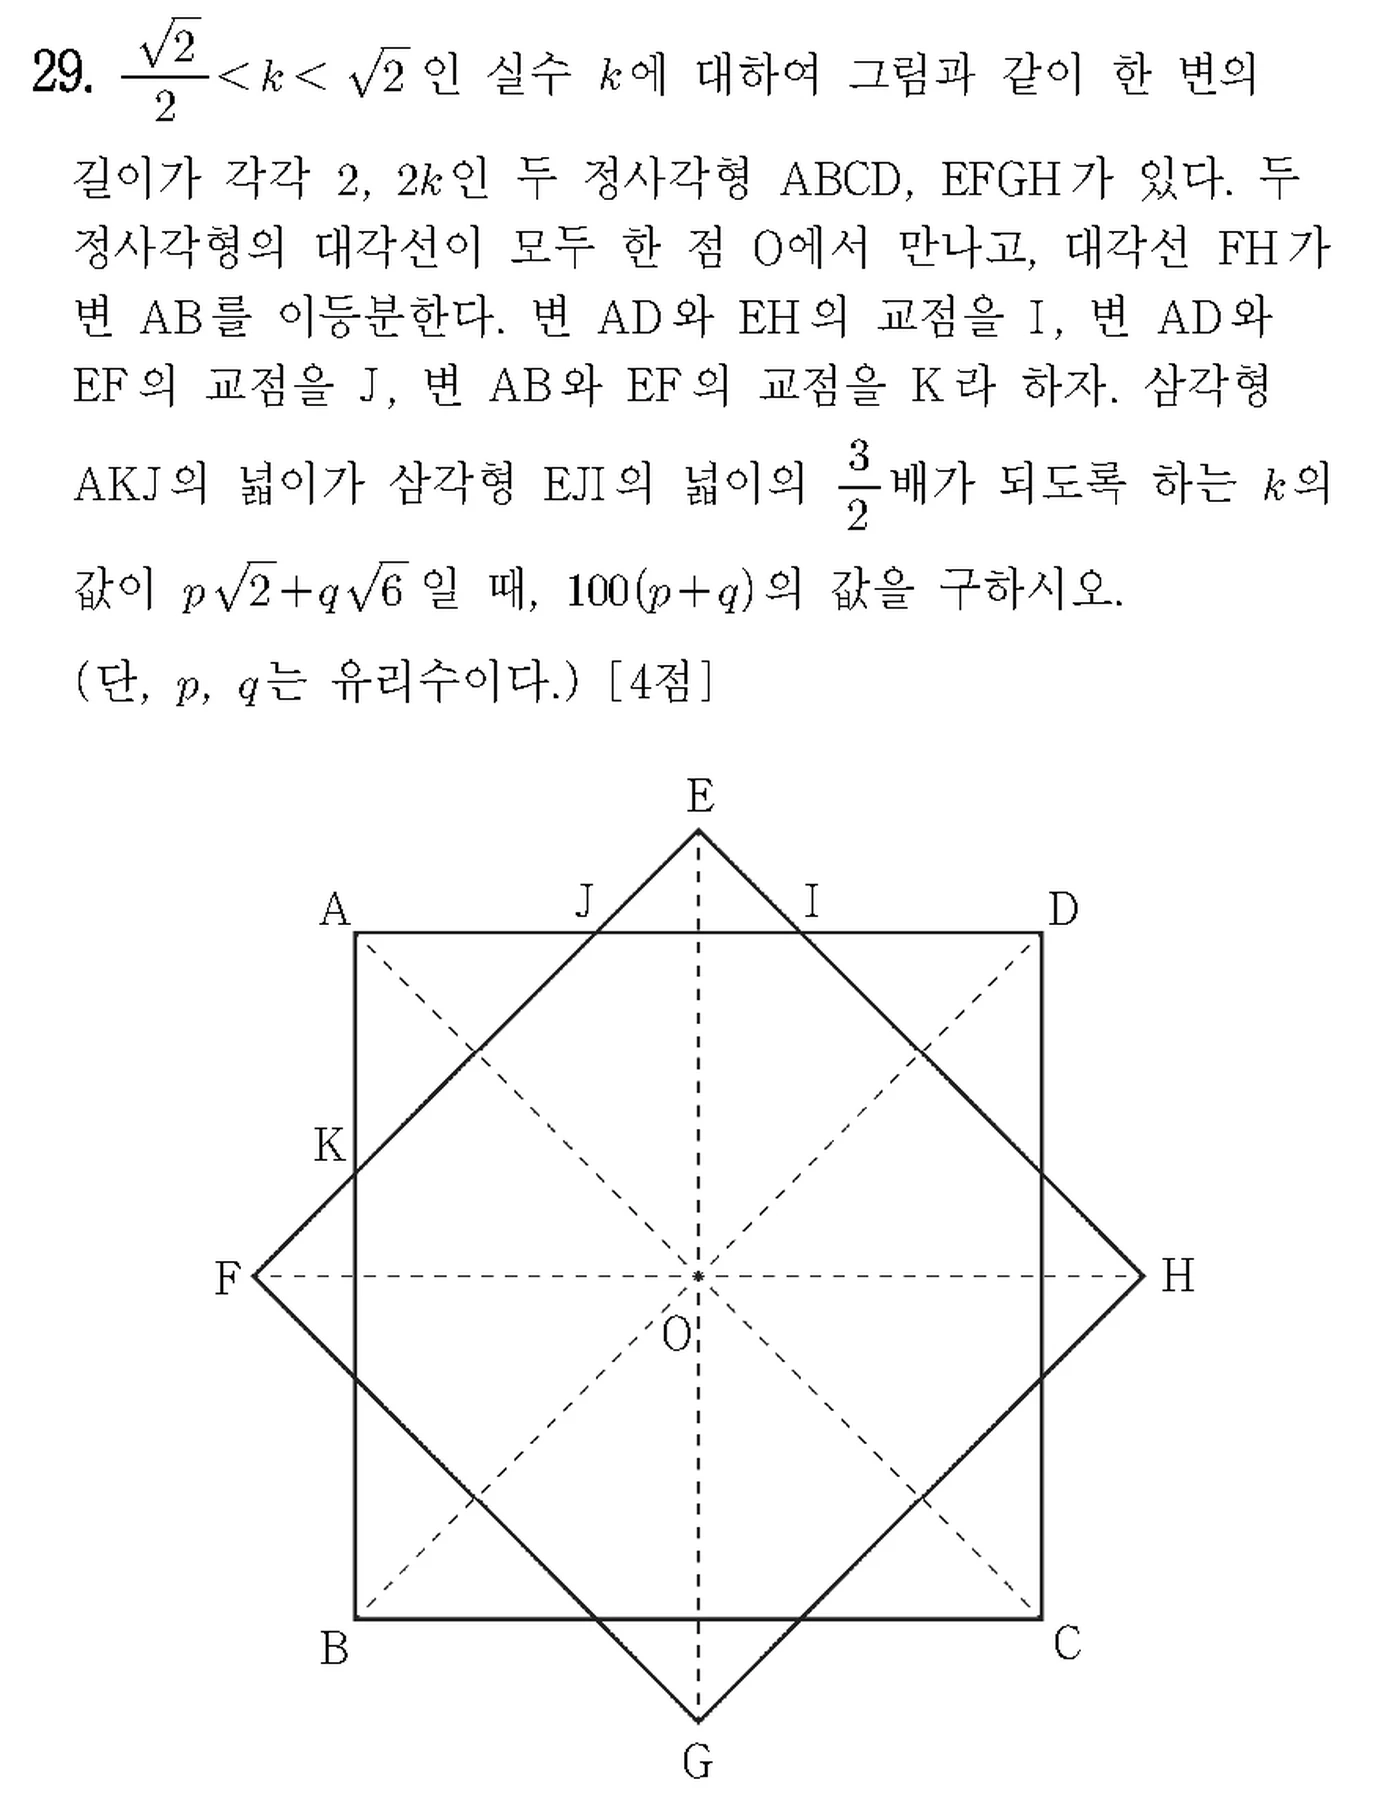 29. √2/2 < k < √2 인 실수 k에 대하여 그림과 같이 한 변의
길이가 각각 2, 2k인 두 정사각형 ABCD, EFGH가 있다. 두
정사각형의 대각선이 모두 한 점 O에서 만나고, 대각선 FH가
변 AB를 이등분한다. 변 AD와 EH의 교점을 I, 변 AD와
EF의 교점을 J, 변 AB와 EF의 교점을 K라 하자. 삼각형
AKJ의 넓이가 삼각형 EJI의 넓이의 3/2배가 되도록 하는 k의
값이 p√2+q√6 일 때, 100(p+q)의 값을 구하시오.
(단, p, q는 유리수이다.) [4점]
E
A J I D
K
F H
O
B C
G